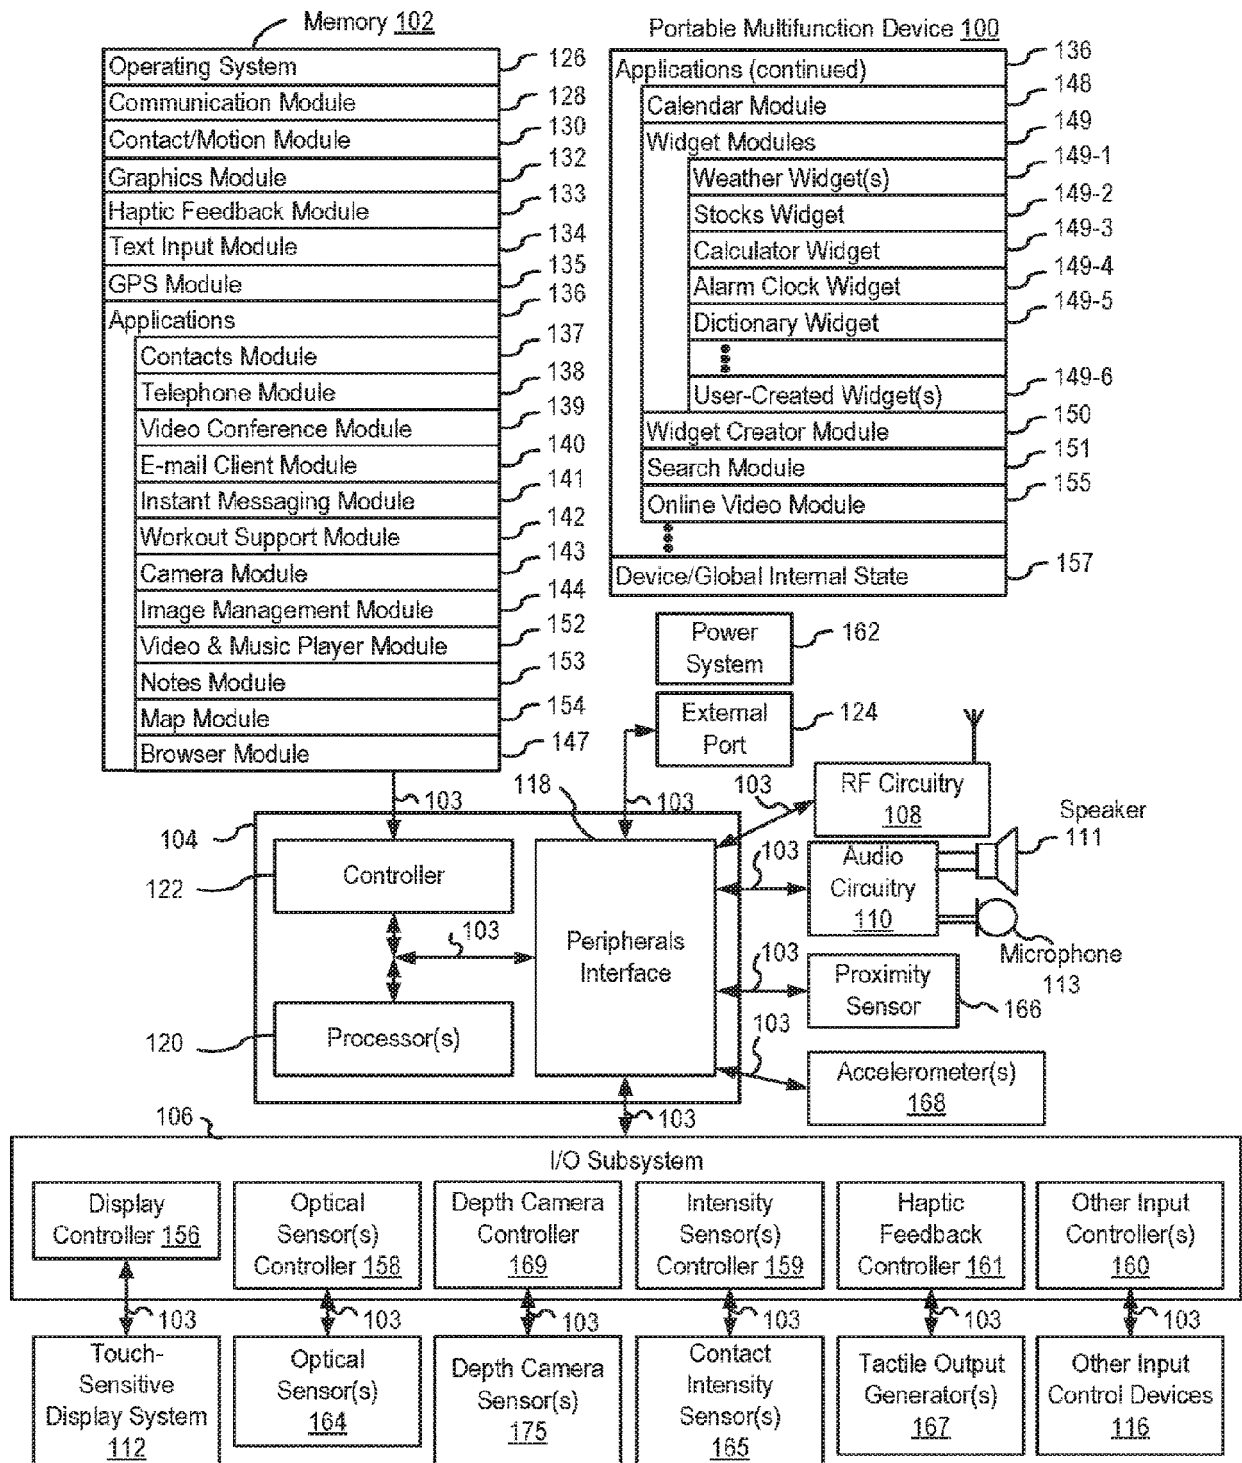 Memory 102
Operating System 126
Communication Module 128
Contact/Motion Module 130
Graphics Module 132
Haptic Feedback Module 133
Text Input Module 134
GPS Module 135
Applications 136
Contacts Module 137
Telephone Module 138
Video Conference Module 139
E-mail Client Module 140
Instant Messaging Module 141
Workout Support Module 142
Camera Module 143
Image Management Module 144
Video & Music Player Module 152
Notes Module 153
Map Module 154
Browser Module 147
Portable Multifunction Device 100
Applications (continued) 136
Calendar Module 148
Widget Modules 149
Weather Widget(s) 149-1
Stocks Widget 149-2
Calculator Widget 149-3
Alarm Clock Widget 149-4
Dictionary Widget 149-5
User-Created Widget(s) 149-6
Widget Creator Module 150
Search Module 151
Online Video Module 155
Device/Global Internal State 157
Power
System
162
External
Port
124
103
118
103
103
RF Circuitry
108
Speaker
111
104
122
Controller
103
Audio
Circuitry
110
Microphone
113
103
Peripherals
Interface
103
Proximity
Sensor
166
120
Processor(s)
103
Accelerometer(s)
168
103
106
I/O Subsystem
Display
Controller 156
Optical
Sensor(s)
Controller 158
Depth Camera
Controller
169
Intensity
Sensor(s)
Controller 159
Haptic
Feedback
Controller 161
Other Input
Controller(s)
160
103
103
103
103
103
103
Touch-
Sensitive
Display System
112
Optical
Sensor(s)
164
Depth Camera
Sensor(s)
175
Contact
Intensity
Sensor(s)
165
Tactile Output
Generator(s)
167
Other Input
Control Devices
116